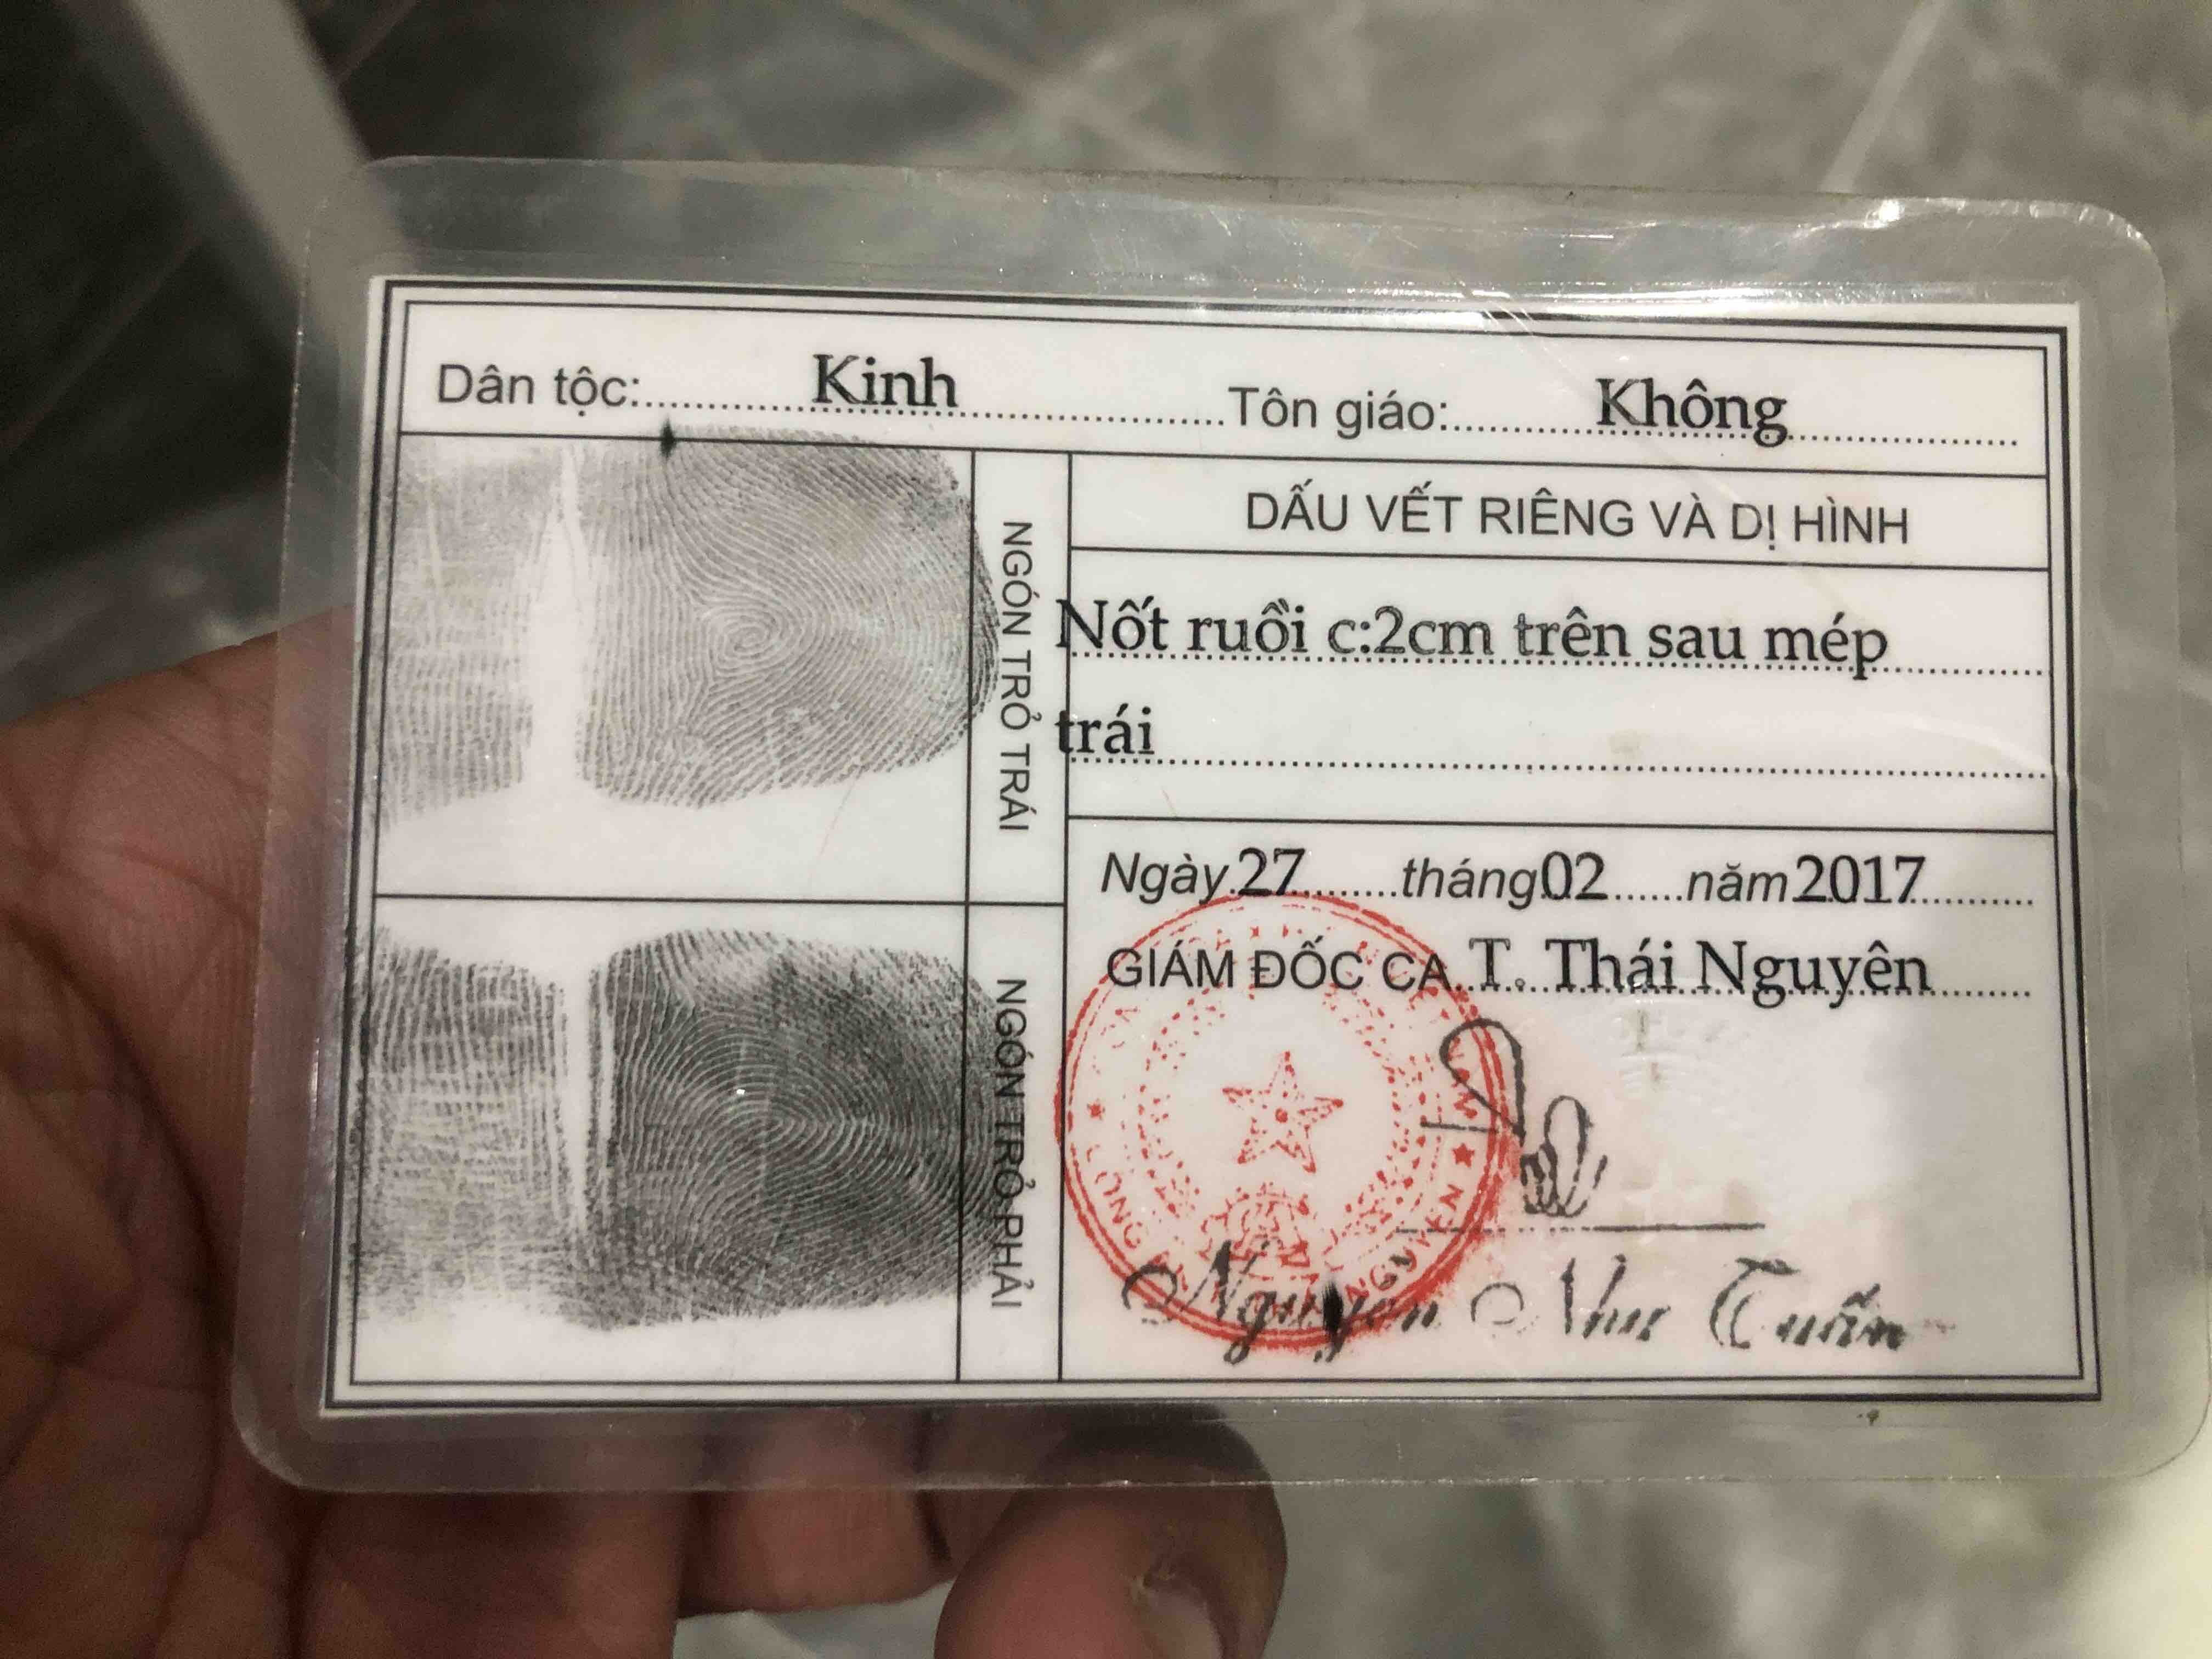 Dân tộc: Kinh Tôn giáo: Không
NGÓN TRỎ TRÁI
DẤU VẾT RIÊNG VÀ DỊ HÌNH
Nốt ruồi c:2cm trên sau mép
trái
NGÓN TRỎ PHẢI
Ngày 27 tháng 02 năm 2017
GIÁM ĐỐC CA T. Thái Nguyên
Nguyễn Như Tuấn